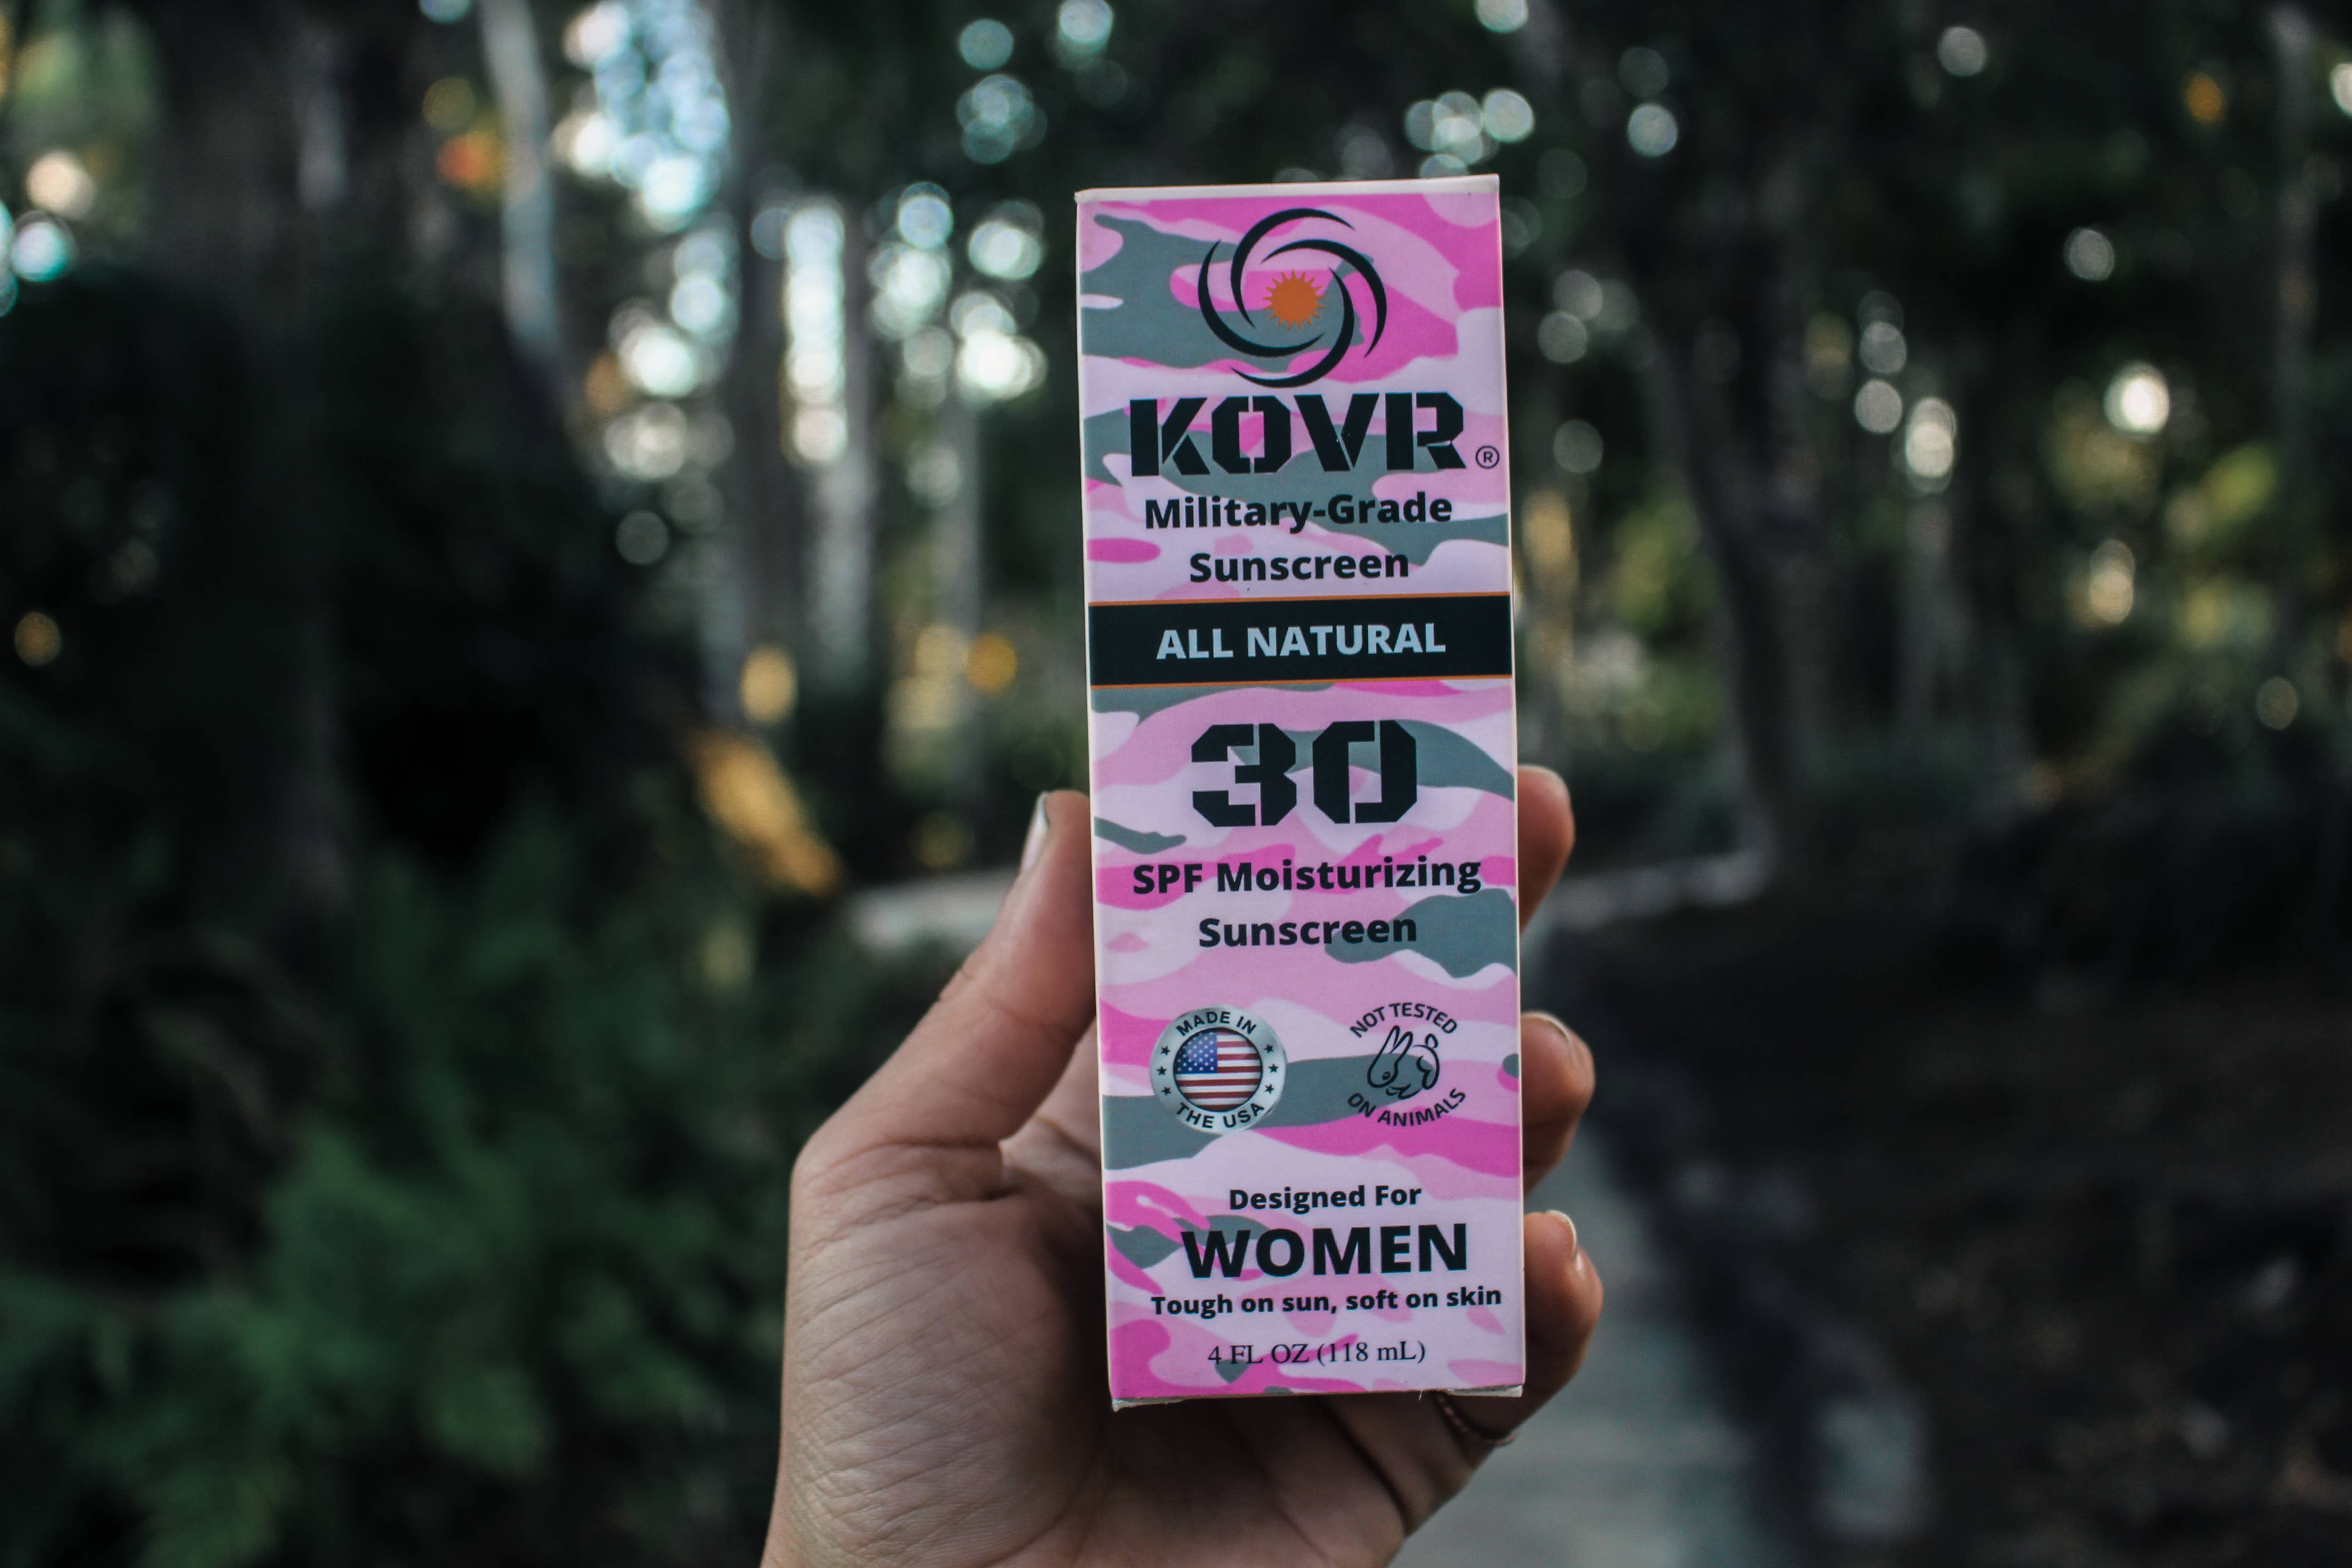 KOVR®
Military-Grade
Sunscreen
ALL NATURAL
30
SPF Moisturizing
Sunscreen
MADE IN
THE USA
NOT TESTED
ON ANIMALS
Designed For
WOMEN
Tough on sun, soft on skin
4 FL OZ (118 mL)